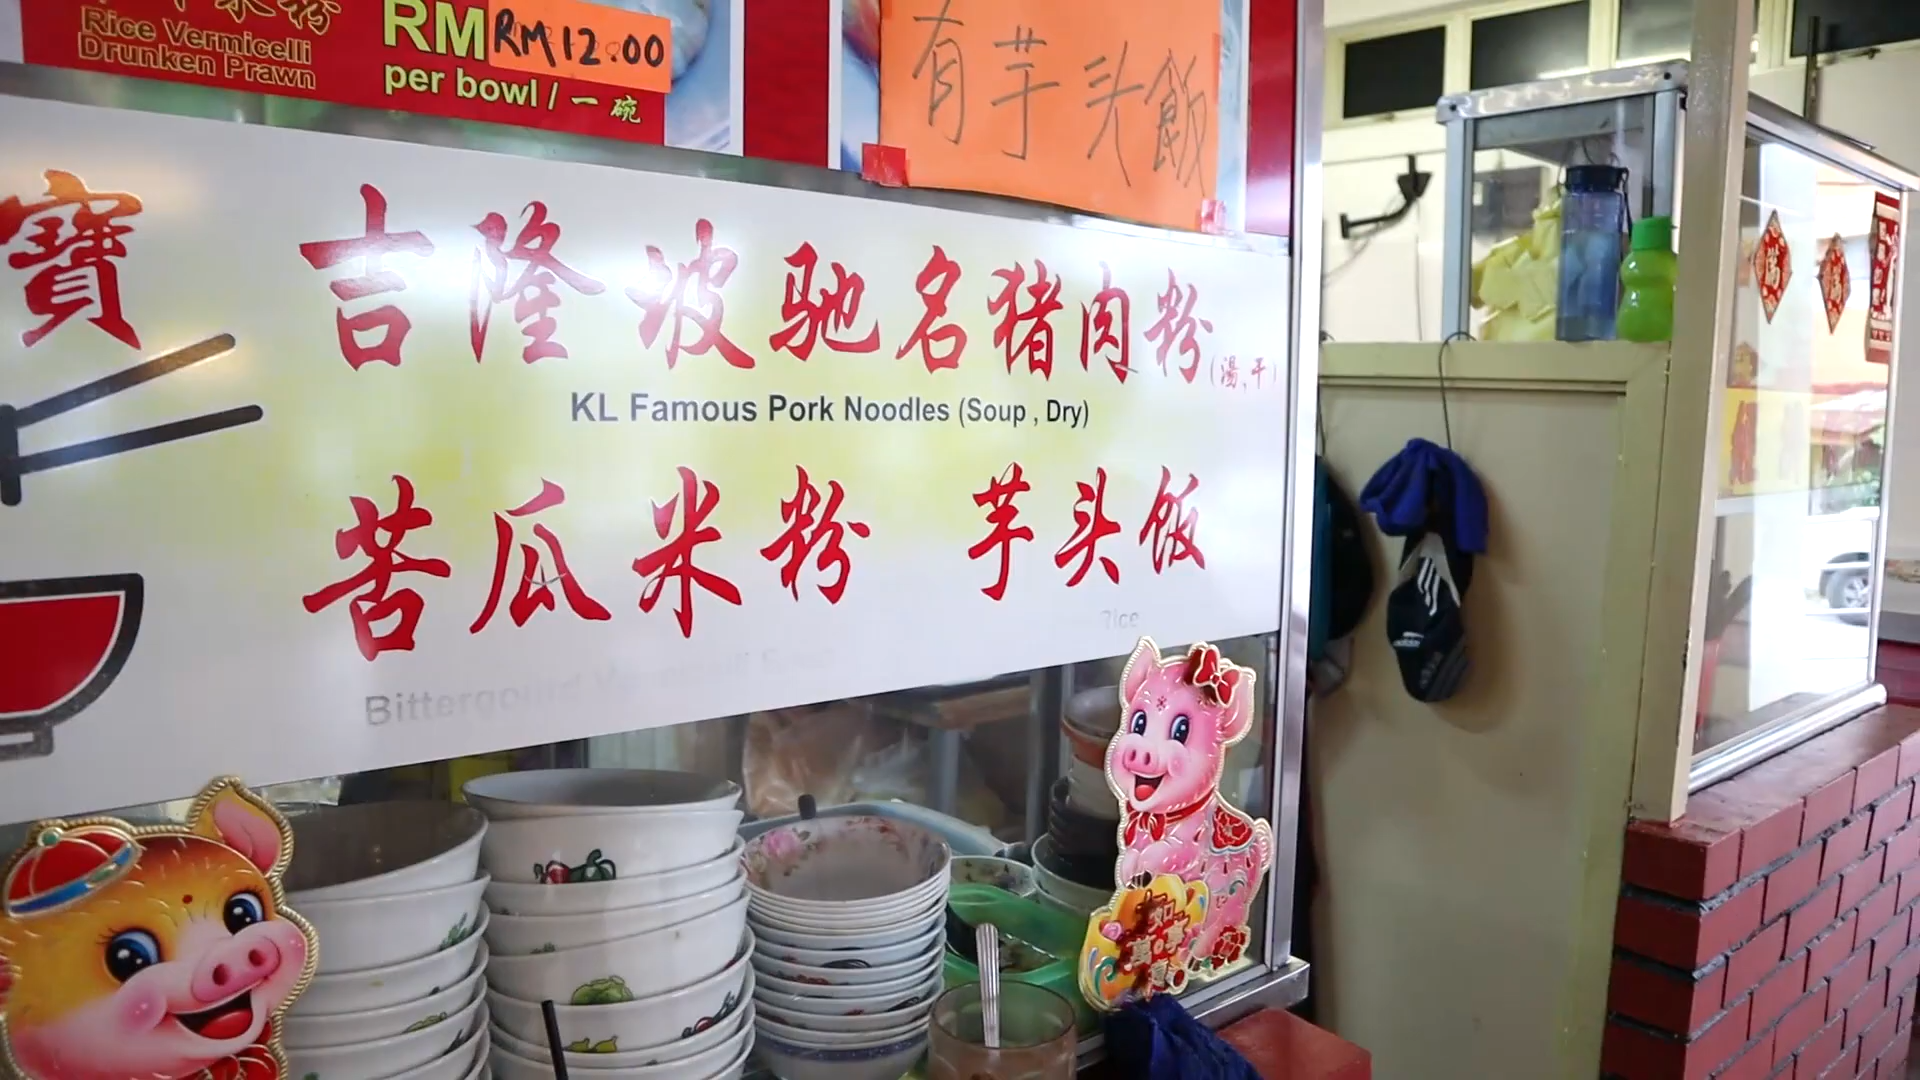 Rice Vermicelli
Drunken Prawn
RM RM12.00
per bowl / 一碗
有芋头飯
寶
吉隆坡驰名猪肉粉(湯,干)
KL Famous Pork Noodles (Soup , Dry)
苦瓜米粉 芋头饭
Bittergourd
Rice
adidas